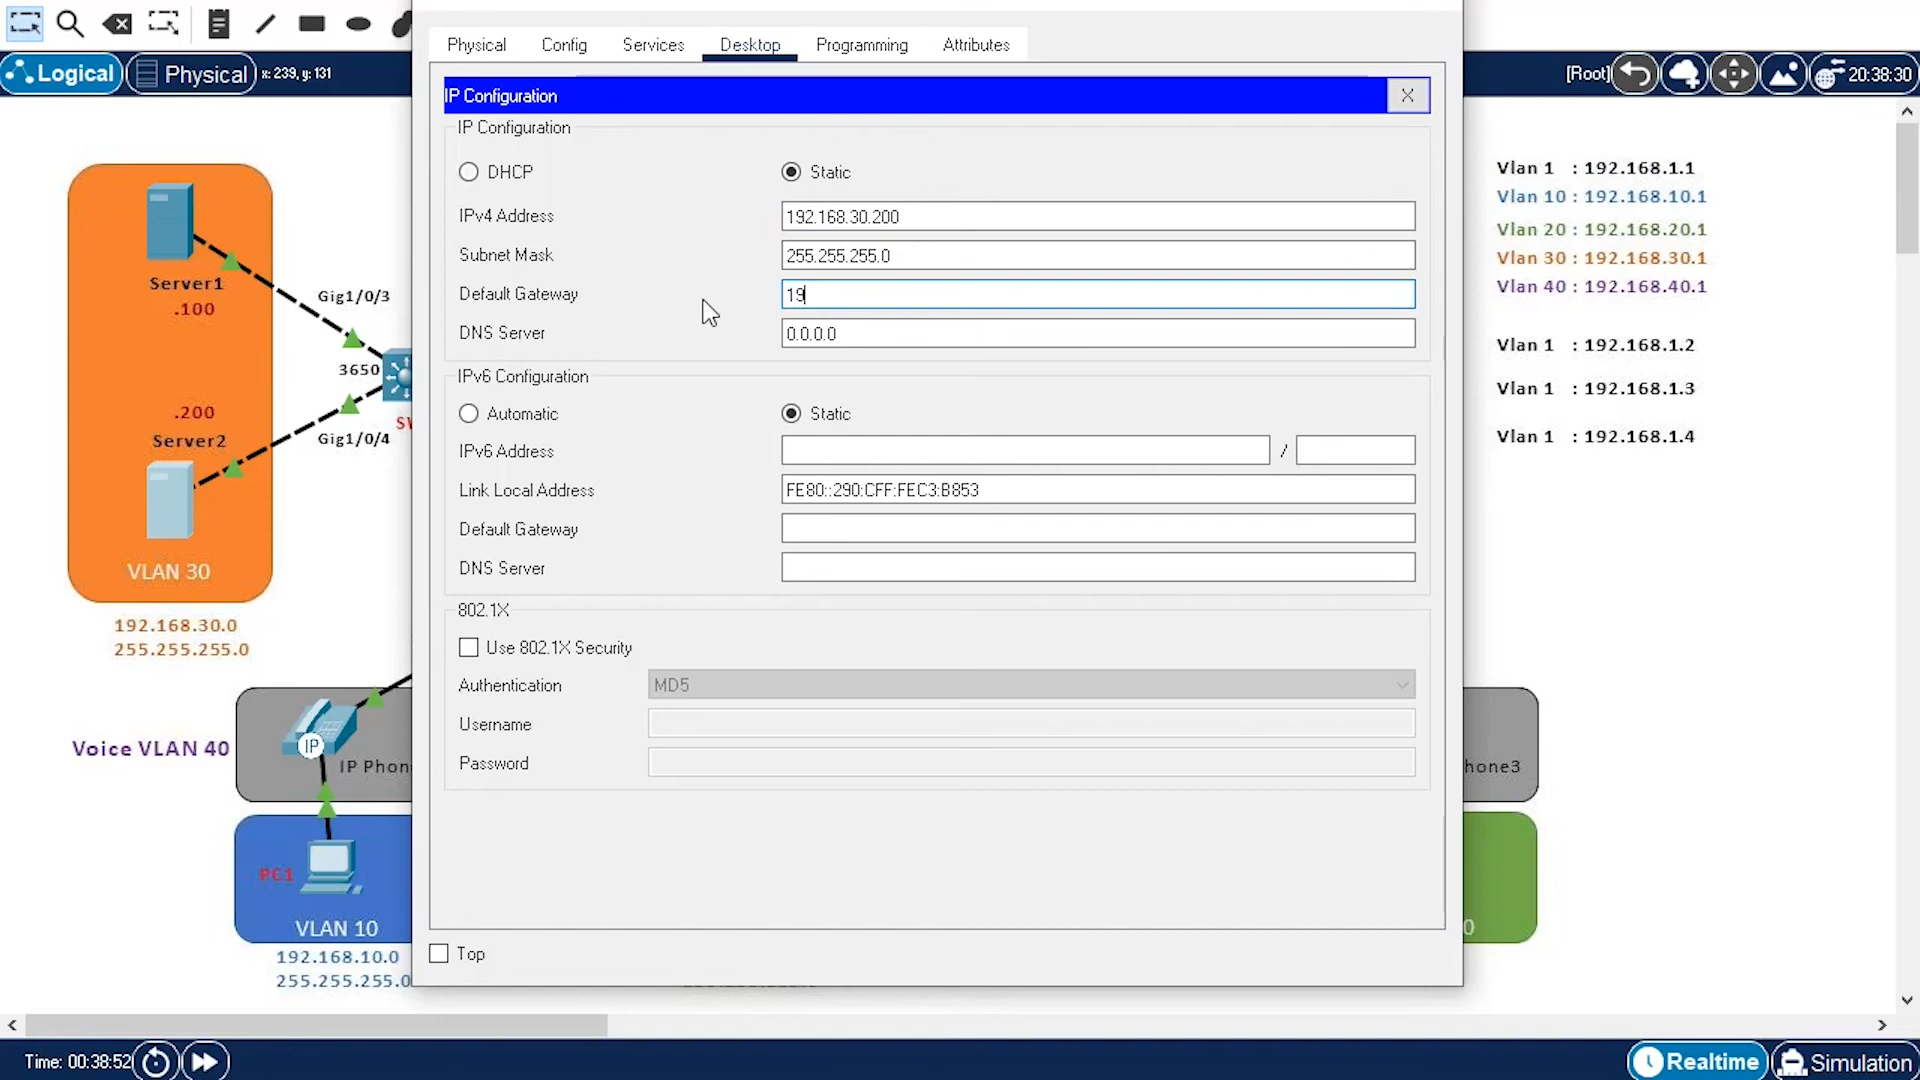 Physical Config Services Desktop Programming Attributes
Logical Physical x: 239, y: 131 [Root] 20:38:30
IP Configuration X
IP Configuration
DHCP Static
IPv4 Address 192.168.30.200
Subnet Mask 255.255.255.0
Default Gateway 19
DNS Server 0.0.0.0
IPv6 Configuration
Automatic Static
IPv6 Address /
Link Local Address FE80::290:CFF:FEC3:B853
Default Gateway
DNS Server
802.1X
Use 802.1X Security
Authentication MD5
Username
Password
Top
Server1
.100
Gig1/0/3
3650
.200
Server2
Gig1/0/4
VLAN 30
192.168.30.0
255.255.255.0
Voice VLAN 40
IP
IP Phon
PC1
VLAN 10
192.168.10.0
255.255.255.0
Vlan 1 : 192.168.1.1
Vlan 10 : 192.168.10.1
Vlan 20 : 192.168.20.1
Vlan 30 : 192.168.30.1
Vlan 40 : 192.168.40.1
Vlan 1 : 192.168.1.2
Vlan 1 : 192.168.1.3
Vlan 1 : 192.168.1.4
hone3
0
Time: 00:38:52 Realtime Simulation